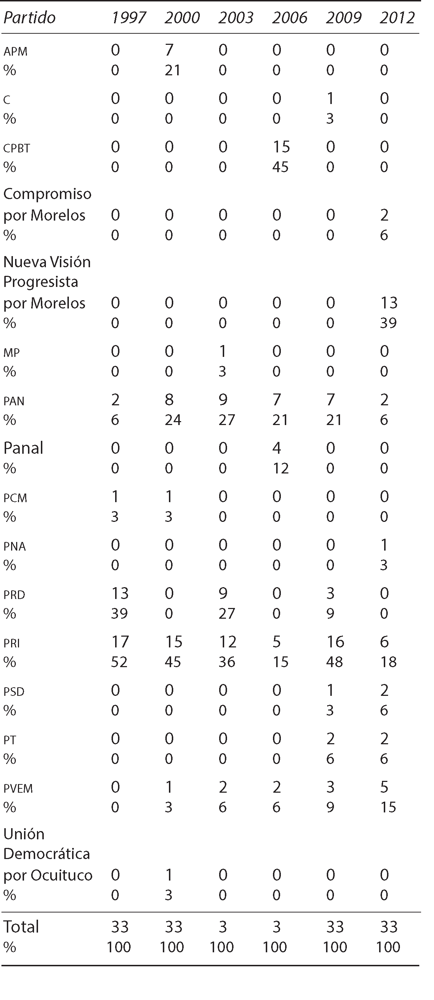 Partido 1997 2000 2003 2006 2009 2012
APM 0 7 0 0 0 0
% 0 21 0 0 0 0
C 0 0 0 0 1 0
% 0 0 0 0 3 0
CPBT 0 0 0 15 0 0
% 0 0 0 45 0 0
Compromiso
por Morelos 0 0 0 0 0 2
% 0 0 0 0 0 6
Nueva Visión
Progresista
por Morelos 0 0 0 0 0 13
% 0 0 0 0 0 39
MP 0 0 1 0 0 0
% 0 0 3 0 0 0
PAN 2 8 9 7 7 2
% 6 24 27 21 21 6
Panal 0 0 0 4 0 0
% 0 0 0 12 0 0
PCM 1 1 0 0 0 0
% 3 3 0 0 0 0
PNA 0 0 0 0 0 1
% 0 0 0 0 0 3
PRD 13 0 9 0 3 0
% 39 0 27 0 9 0
PRI 17 15 12 5 16 6
% 52 45 36 15 48 18
PSD 0 0 0 0 1 2
% 0 0 0 0 3 6
PT 0 0 0 0 2 2
% 0 0 0 0 6 6
PVEM 0 1 2 2 3 5
% 0 3 6 6 9 15
Unión
Democrática
por Ocuituco 0 1 0 0 0 0
% 0 3 0 0 0 0
Total 33 33 3 3 33 33
% 100 100 100 100 100 100